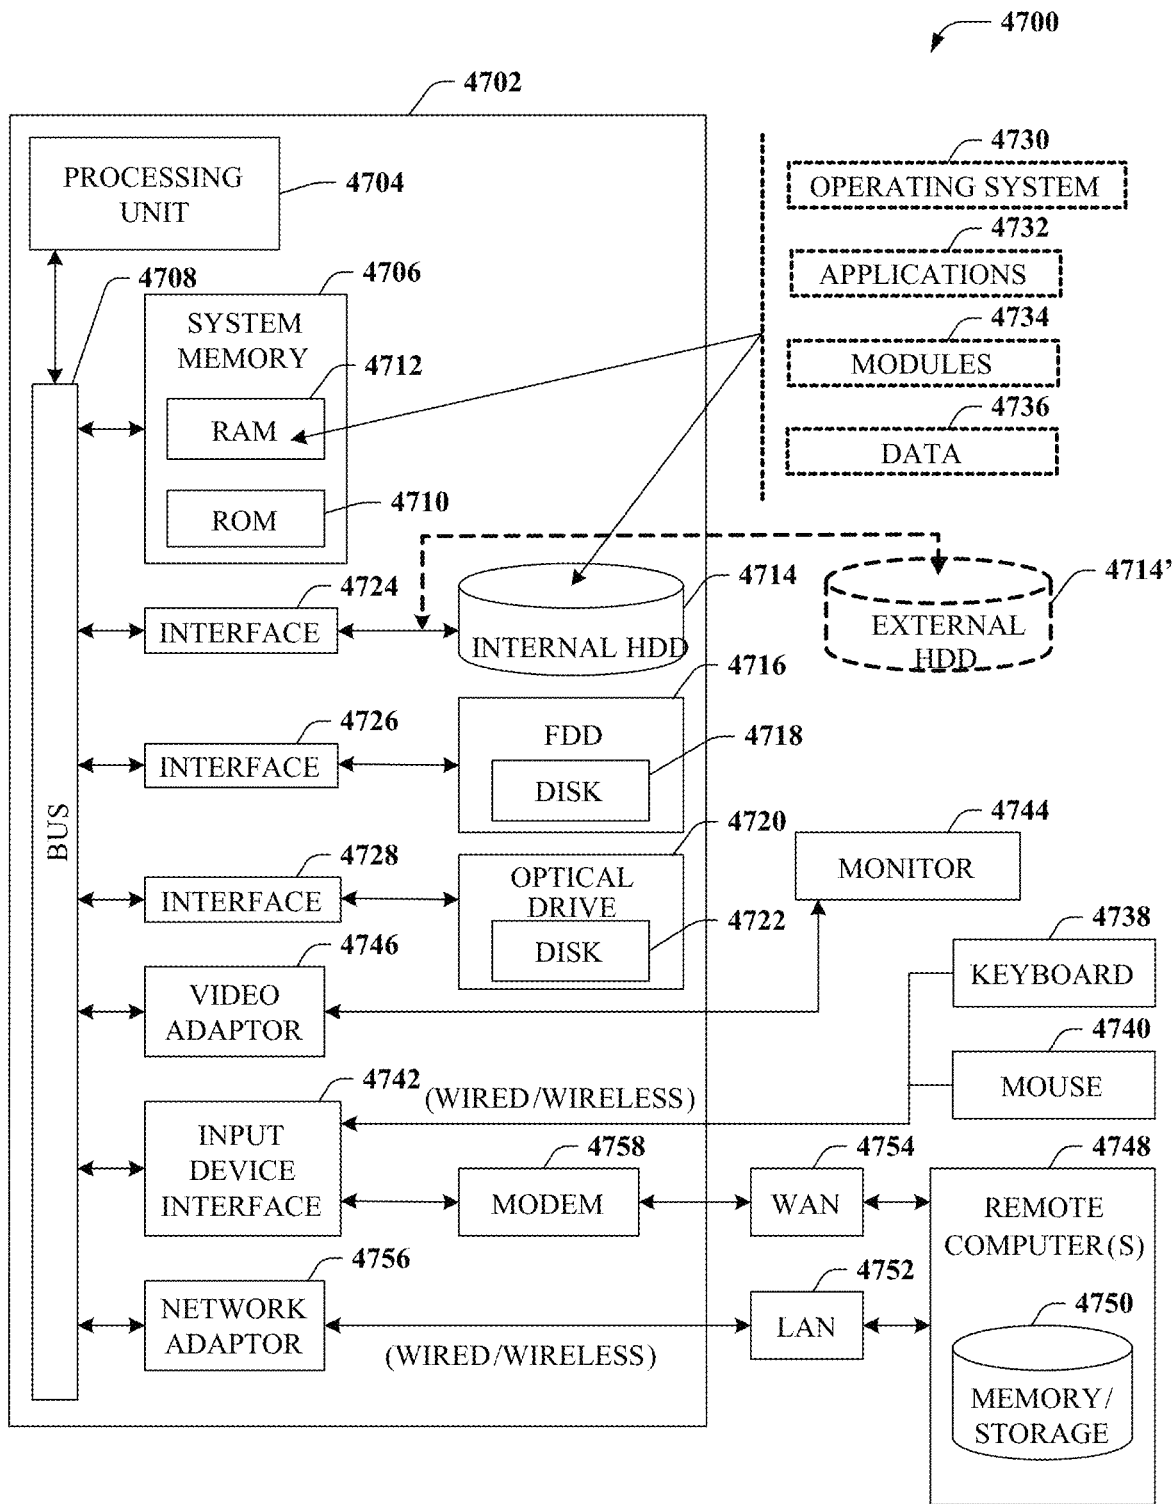 4700
4702
PROCESSING
UNIT
4704
4730
OPERATING SYSTEM
4732
APPLICATIONS
4734
MODULES
4736
DATA
4708
4706
SYSTEM
MEMORY
4712
RAM
4710
ROM
4724
INTERFACE
4714
INTERNAL HDD
4714’
EXTERNAL
HDD
4726
INTERFACE
4716
FDD
4718
DISK
BUS
4728
INTERFACE
4720
OPTICAL
DRIVE
4722
DISK
4744
MONITOR
4746
VIDEO
ADAPTOR
4738
KEYBOARD
4740
MOUSE
4742
(WIRED/WIRELESS)
INPUT
DEVICE
INTERFACE
4758
MODEM
4754
WAN
4748
REMOTE
COMPUTER(S)
4756
NETWORK
ADAPTOR
(WIRED/WIRELESS)
4752
LAN
4750
MEMORY/
STORAGE